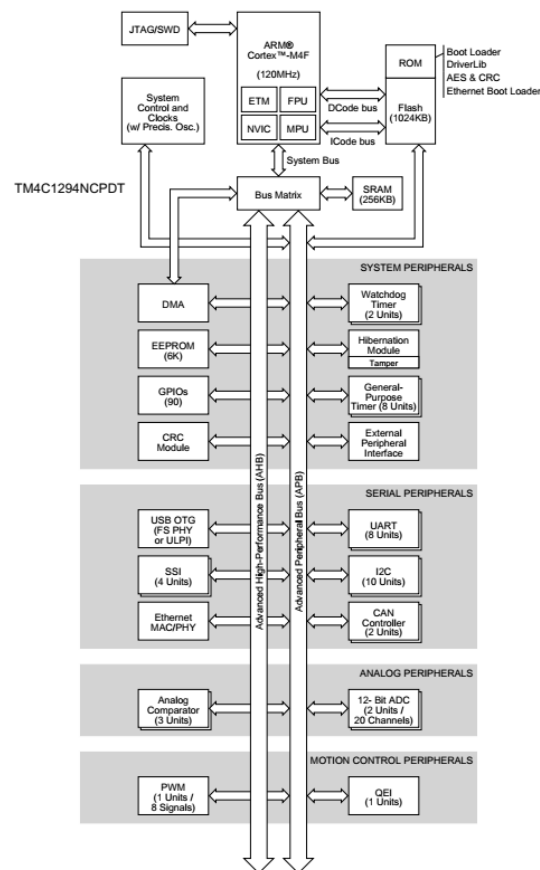 JTAG/SWD
ARM®
Cortex™-M4F
(120MHz)
ETM
FPU
NVIC
MPU
ROM
Flash
(1024KB)
Boot Loader
DriverLib
AES & CRC
Ethernet Boot Loader
DCode bus
ICode bus
System
Control and
Clocks
(w/ Precis. Osc.)
System Bus
TM4C1294NCPDT
Bus Matrix
SRAM
(256KB)
SYSTEM PERIPHERALS
DMA
Watchdog
Timer
(2 Units)
EEPROM
(6K)
Hibernation
Module
Tamper
GPIOs
(90)
General-
Purpose
Timer (8 Units)
CRC
Module
External
Peripheral
Interface
Advanced High-Performance Bus (AHB)
Advanced Peripheral Bus (APB)
SERIAL PERIPHERALS
USB OTG
(FS PHY
or ULPI)
UART
(8 Units)
SSI
(4 Units)
I2C
(10 Units)
Ethernet
MAC/PHY
CAN
Controller
(2 Units)
ANALOG PERIPHERALS
Analog
Comparator
(3 Units)
12- Bit ADC
(2 Units /
20 Channels)
MOTION CONTROL PERIPHERALS
PWM
(1 Units /
8 Signals)
QEI
(1 Units)